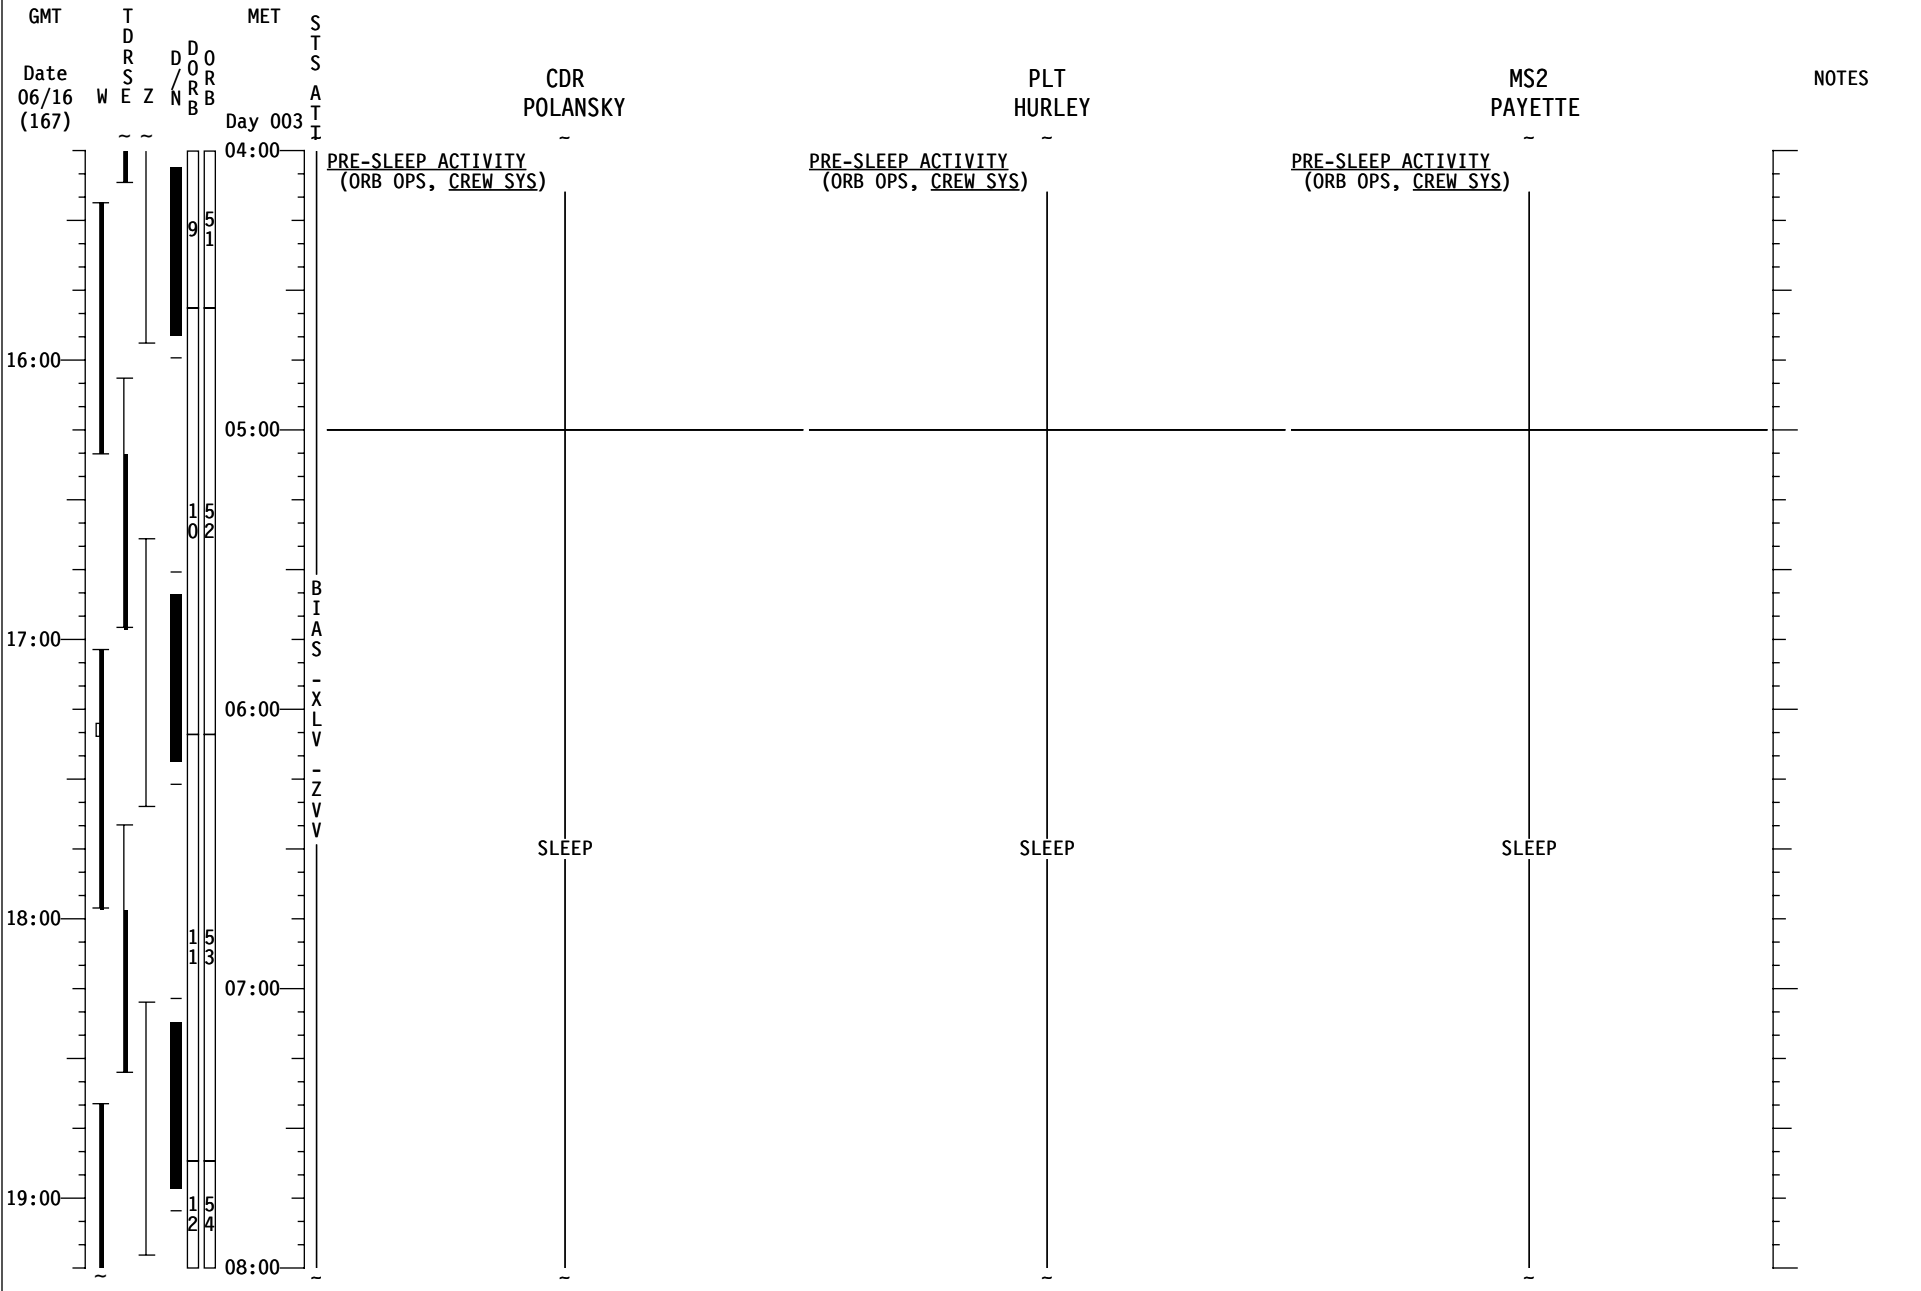 GMT
TDRS
MET
STS ATT
Date
06/16
(167)
W E Z
D/N
DORB
ORB
Day 003
CDR
POLANSKY
PLT
HURLEY
MS2
PAYETTE
NOTES
~ ~ ~ ~ ~
04:00
PRE-SLEEP ACTIVITY
(ORB OPS, CREW SYS)
PRE-SLEEP ACTIVITY
(ORB OPS, CREW SYS)
PRE-SLEEP ACTIVITY
(ORB OPS, CREW SYS)
9 51
16:00
05:00
10 52
BIAS -XLV -ZVV
17:00
06:00
SLEEP SLEEP SLEEP
18:00
11 53
07:00
19:00
12 54
08:00
~ ~ ~ ~ ~